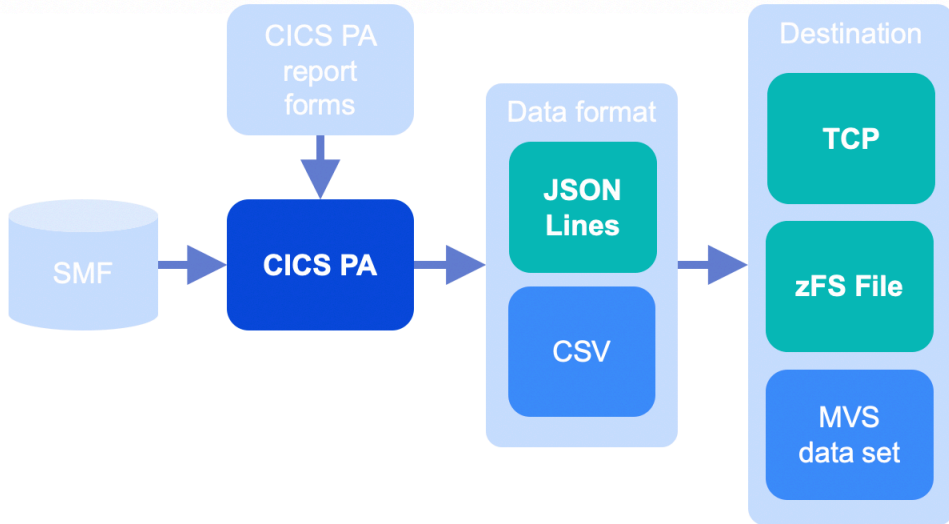 CICS PA
report
forms
SMF
CICS PA
Data format
JSON
Lines
CSV
Destination
TCP
zFS File
MVS
data set